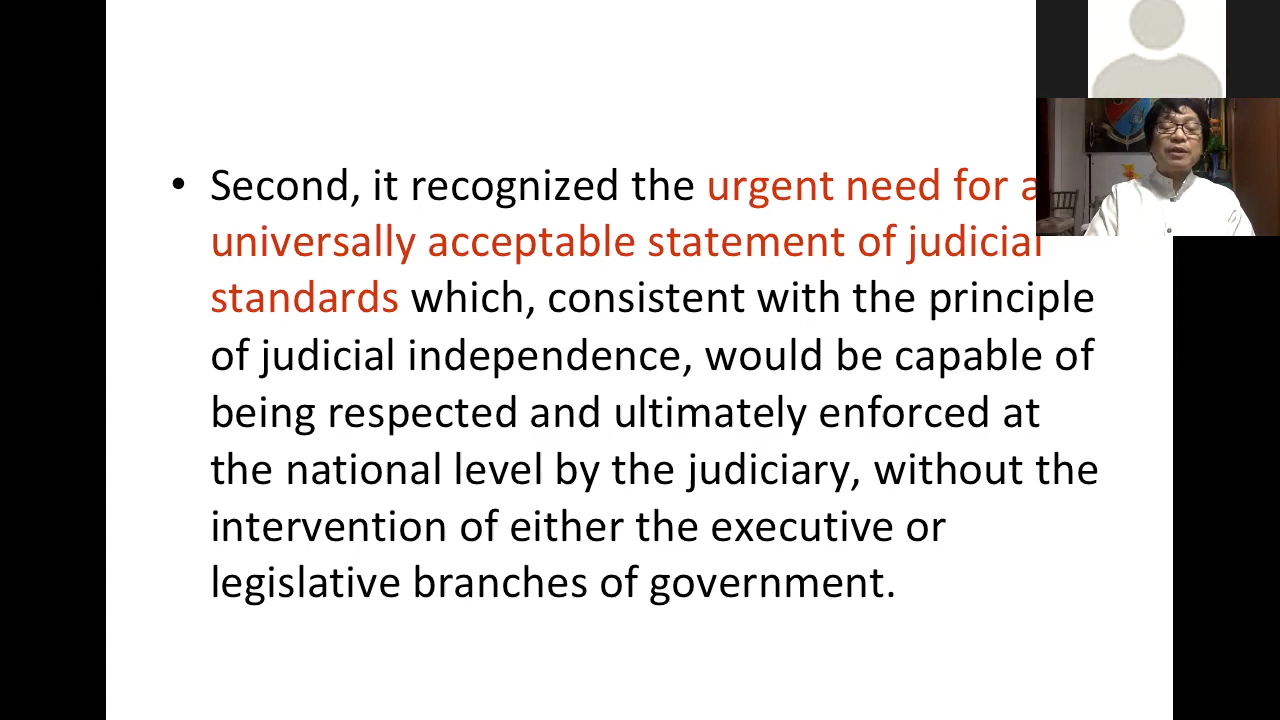 • Second, it recognized the urgent need for a
universally acceptable statement of judicial
standards which, consistent with the principle
of judicial independence, would be capable of
being respected and ultimately enforced at
the national level by the judiciary, without the
intervention of either the executive or
legislative branches of government.